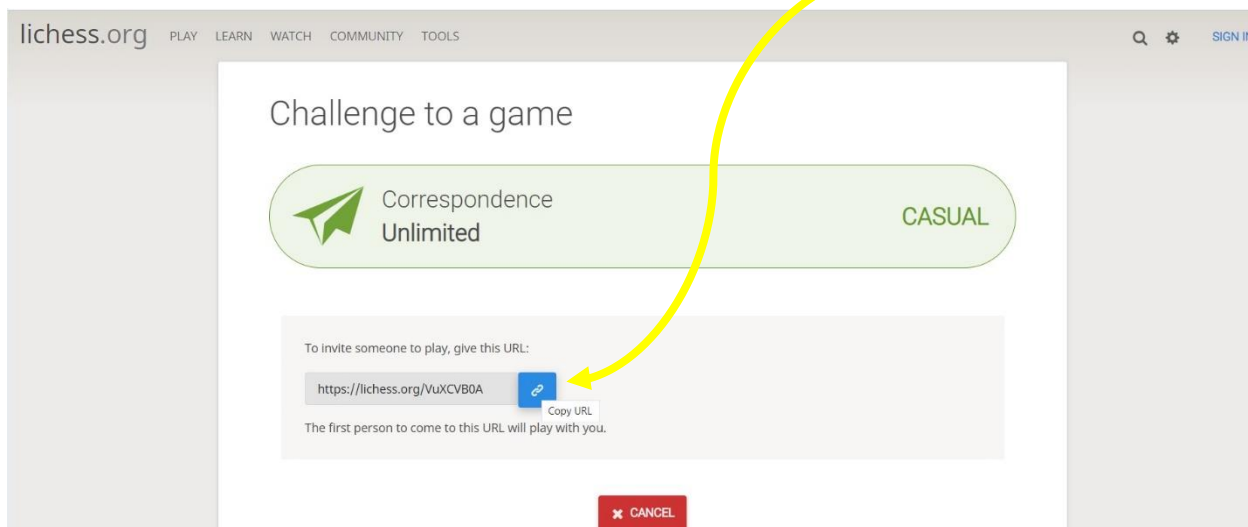 lichess.org PLAY LEARN WATCH COMMUNITY TOOLS SIGN IN
Challenge to a game
Correspondence
Unlimited
CASUAL
To invite someone to play, give this URL:
https://lichess.org/VuXCVB0A
Copy URL
The first person to come to this URL will play with you.
CANCEL